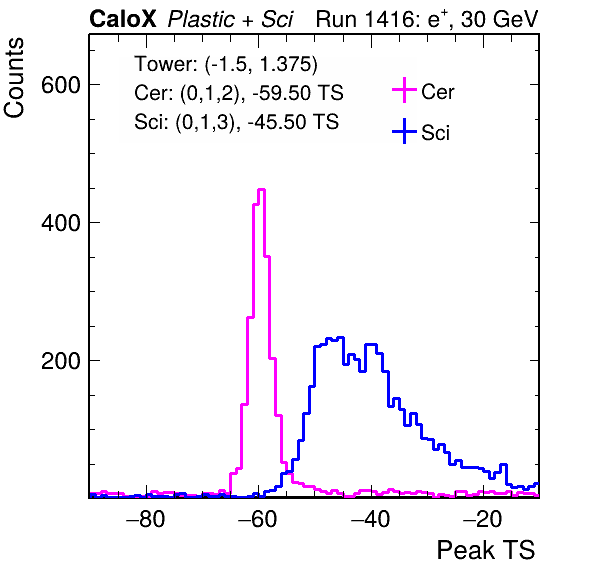 CaloX Plastic + Sci Run 1416: e⁺, 30 GeV
Counts
Tower: (-1.5, 1.375)
Cer: (0,1,2), -59.50 TS
Sci: (0,1,3), -45.50 TS
Cer
Sci
600
400
200
−80 −60 −40 −20
Peak TS